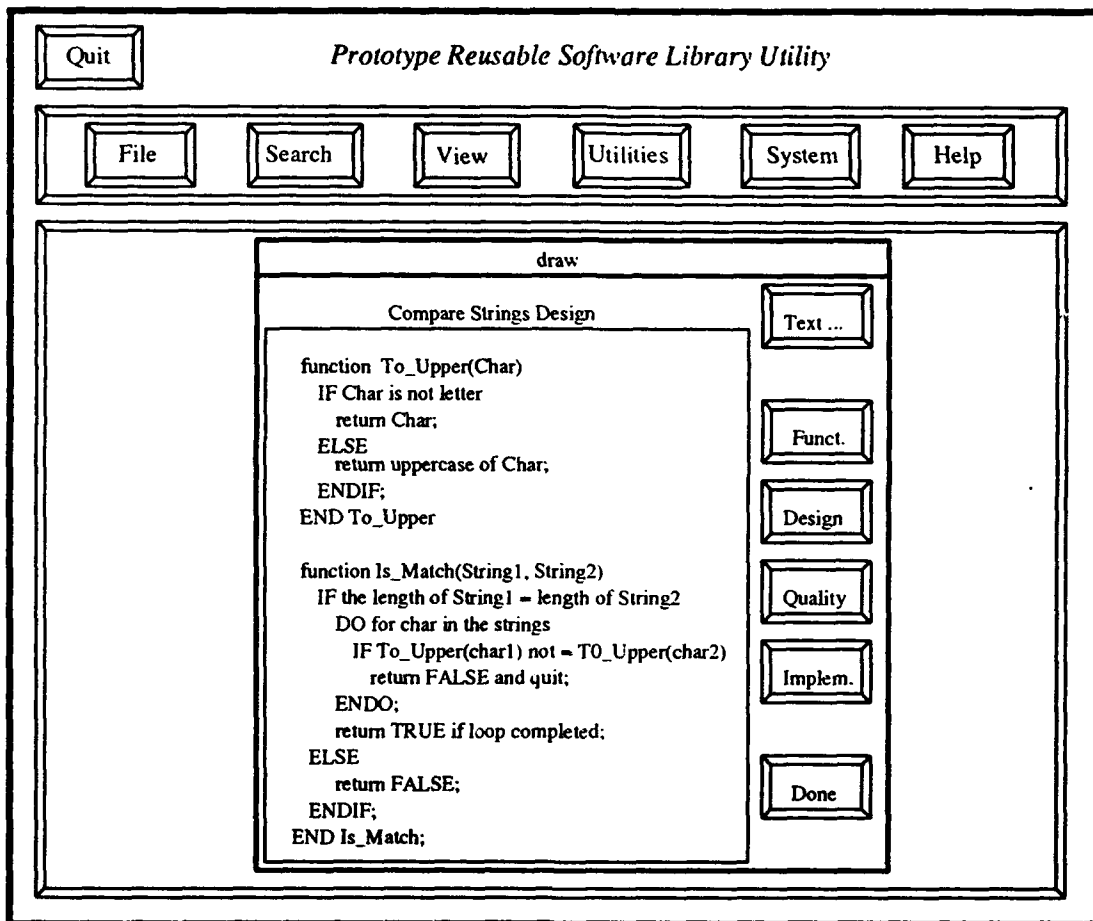 Quit
Prototype Reusable Software Library Utility
File Search View Utilities System Help
draw
Compare Strings Design
Text ...
function To_Upper(Char)
IF Char is not letter
return Char;
ELSE
return uppercase of Char;
ENDIF;
END To_Upper
Funct.
Design
function Is_Match(String1, String2)
IF the length of String1 = length of String2
DO for char in the strings
IF To_Upper(char1) not = T0_Upper(char2)
return FALSE and quit;
ENDO;
return TRUE if loop completed;
ELSE
return FALSE;
ENDIF;
END Is_Match;
Quality
Implem.
Done